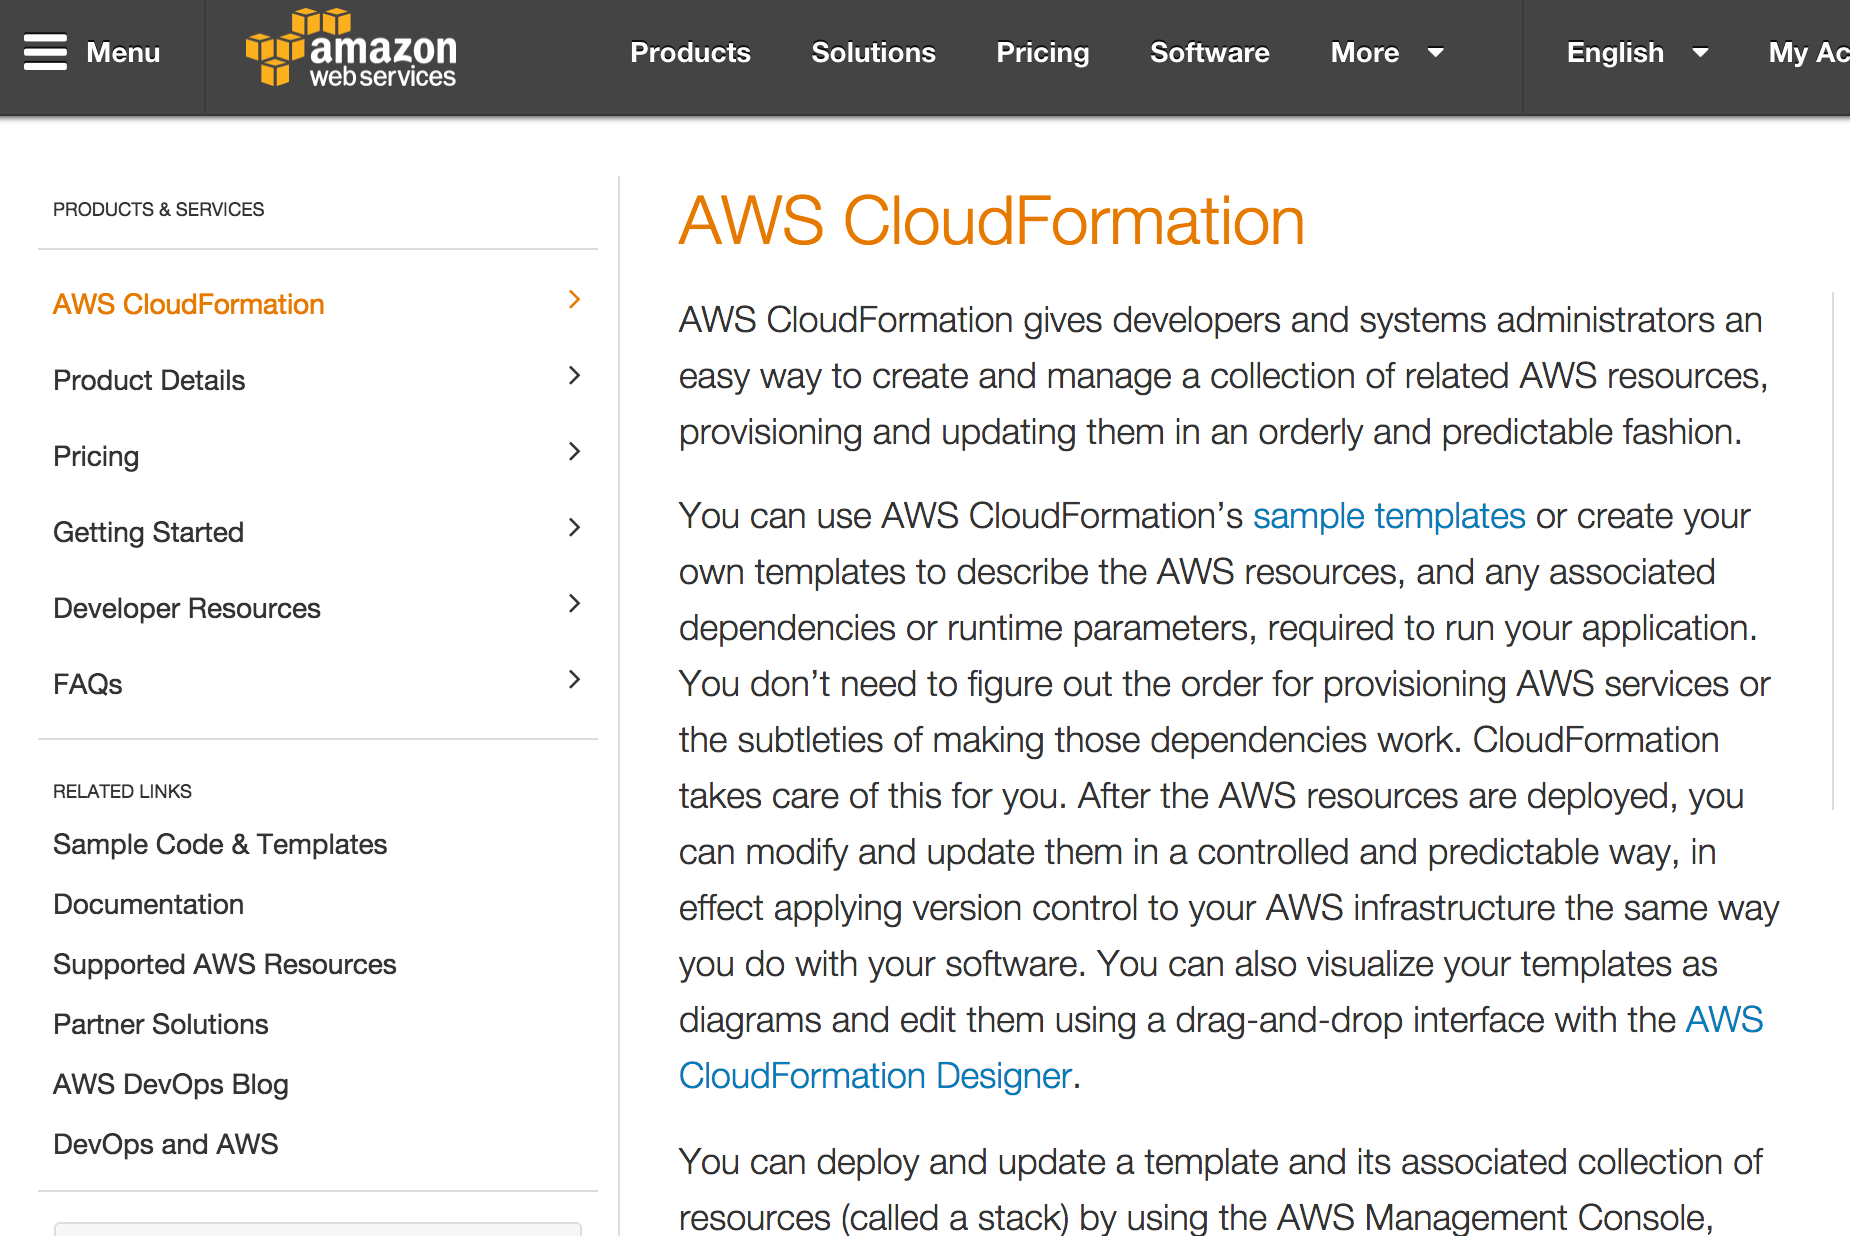 Menu
amazon
web services
Products
Solutions
Pricing
Software
More
English
My Ac
PRODUCTS & SERVICES
AWS CloudFormation
Product Details
Pricing
Getting Started
Developer Resources
FAQs
RELATED LINKS
Sample Code & Templates
Documentation
Supported AWS Resources
Partner Solutions
AWS DevOps Blog
DevOps and AWS
AWS CloudFormation
AWS CloudFormation gives developers and systems administrators an
easy way to create and manage a collection of related AWS resources,
provisioning and updating them in an orderly and predictable fashion.
You can use AWS CloudFormation’s sample templates or create your
own templates to describe the AWS resources, and any associated
dependencies or runtime parameters, required to run your application.
You don’t need to figure out the order for provisioning AWS services or
the subtleties of making those dependencies work. CloudFormation
takes care of this for you. After the AWS resources are deployed, you
can modify and update them in a controlled and predictable way, in
effect applying version control to your AWS infrastructure the same way
you do with your software. You can also visualize your templates as
diagrams and edit them using a drag-and-drop interface with the AWS
CloudFormation Designer.
You can deploy and update a template and its associated collection of
resources (called a stack) by using the AWS Management Console,